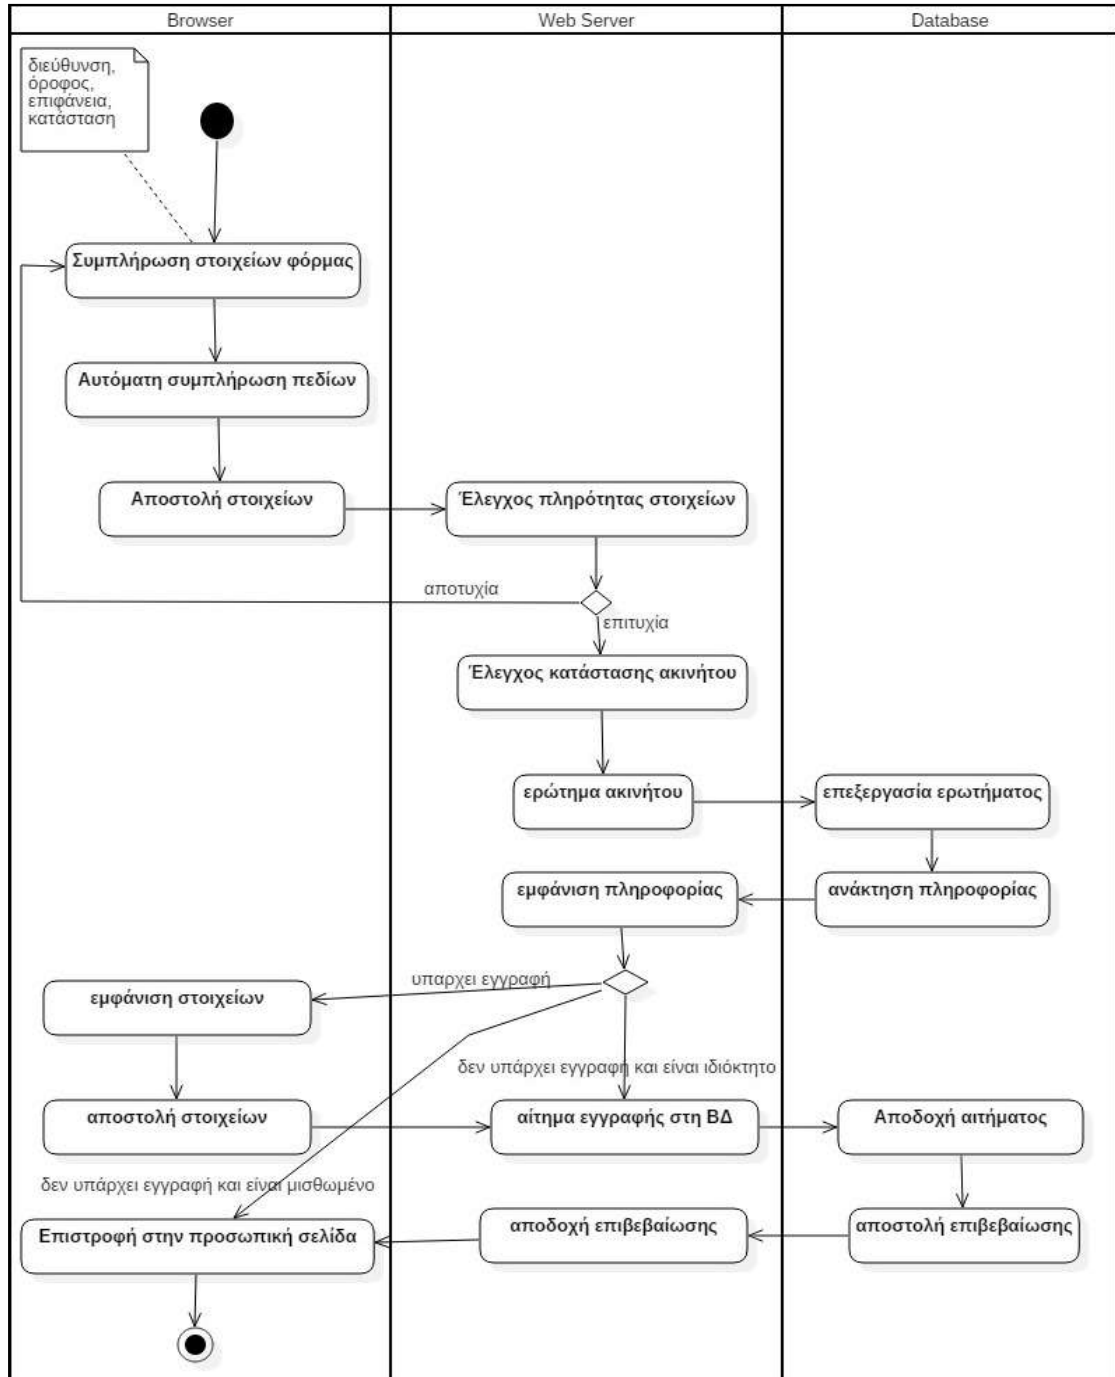 Browser
Web Server
Database
διεύθυνση,
όροφος,
επιφάνεια,
κατάσταση
Συμπλήρωση στοιχείων φόρμας
Αυτόματη συμπλήρωση πεδίων
Αποστολή στοιχείων
Έλεγχος πληρότητας στοιχείων
αποτυχία
επιτυχία
Έλεγχος κατάστασης ακινήτου
ερώτημα ακινήτου
επεξεργασία ερωτήματος
εμφάνιση πληροφορίας
ανάκτηση πληροφορίας
υπαρχει εγγραφή
εμφάνιση στοιχείων
δεν υπάρχει εγγραφή και είναι ιδιόκτητο
αποστολή στοιχείων
αίτημα εγγραφής στη ΒΔ
Αποδοχή αιτήματος
δεν υπάρχει εγγραφή και είναι μισθωμένο
Επιστροφή στην προσωπική σελίδα
αποδοχή επιβεβαίωσης
αποστολή επιβεβαίωσης